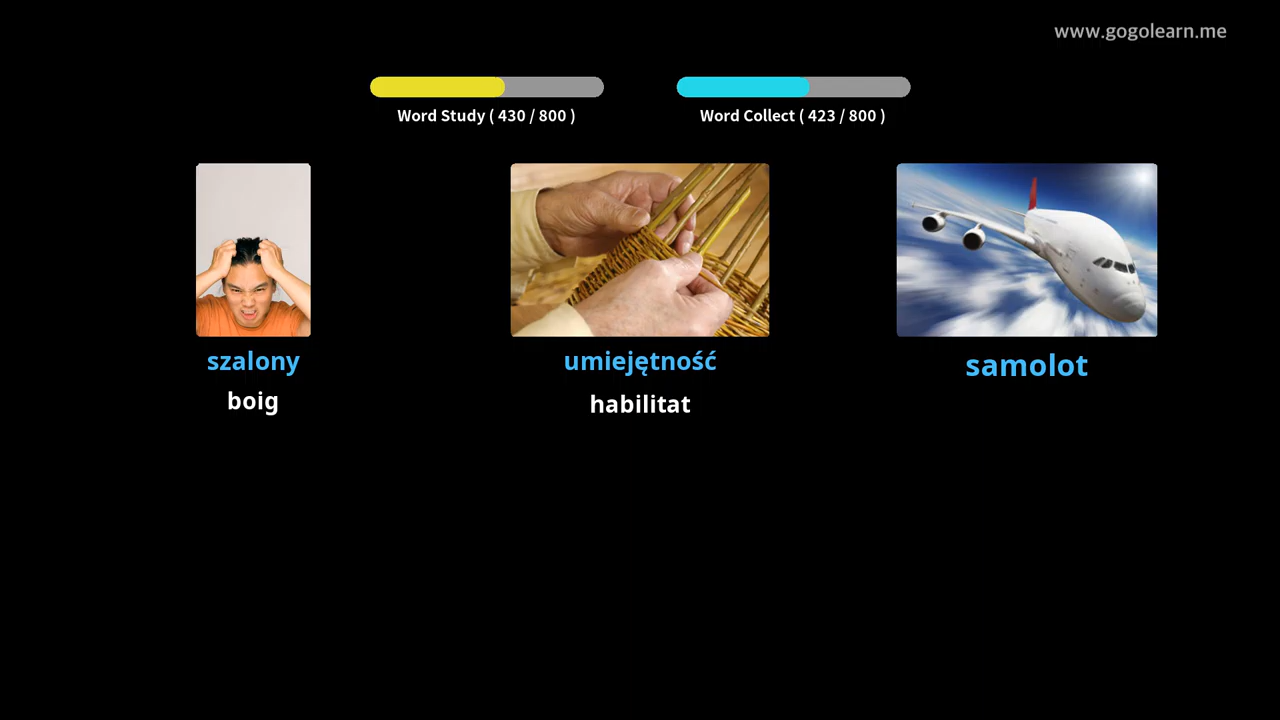 www.gogolearn.me
Word Study ( 430 / 800 )
Word Collect ( 423 / 800 )
szalony
umiejętność
samolot
boig
habilitat